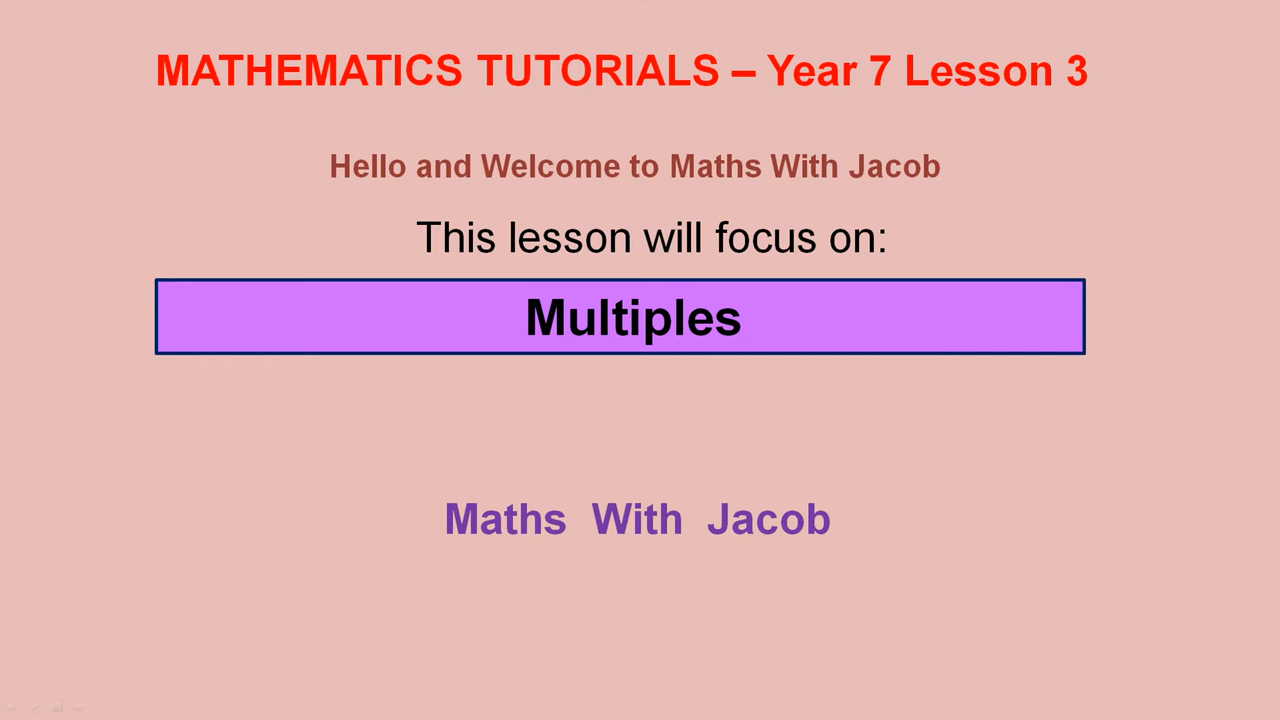 MATHEMATICS TUTORIALS – Year 7 Lesson 3
Hello and Welcome to Maths With Jacob
This lesson will focus on:
Multiples
Maths With Jacob